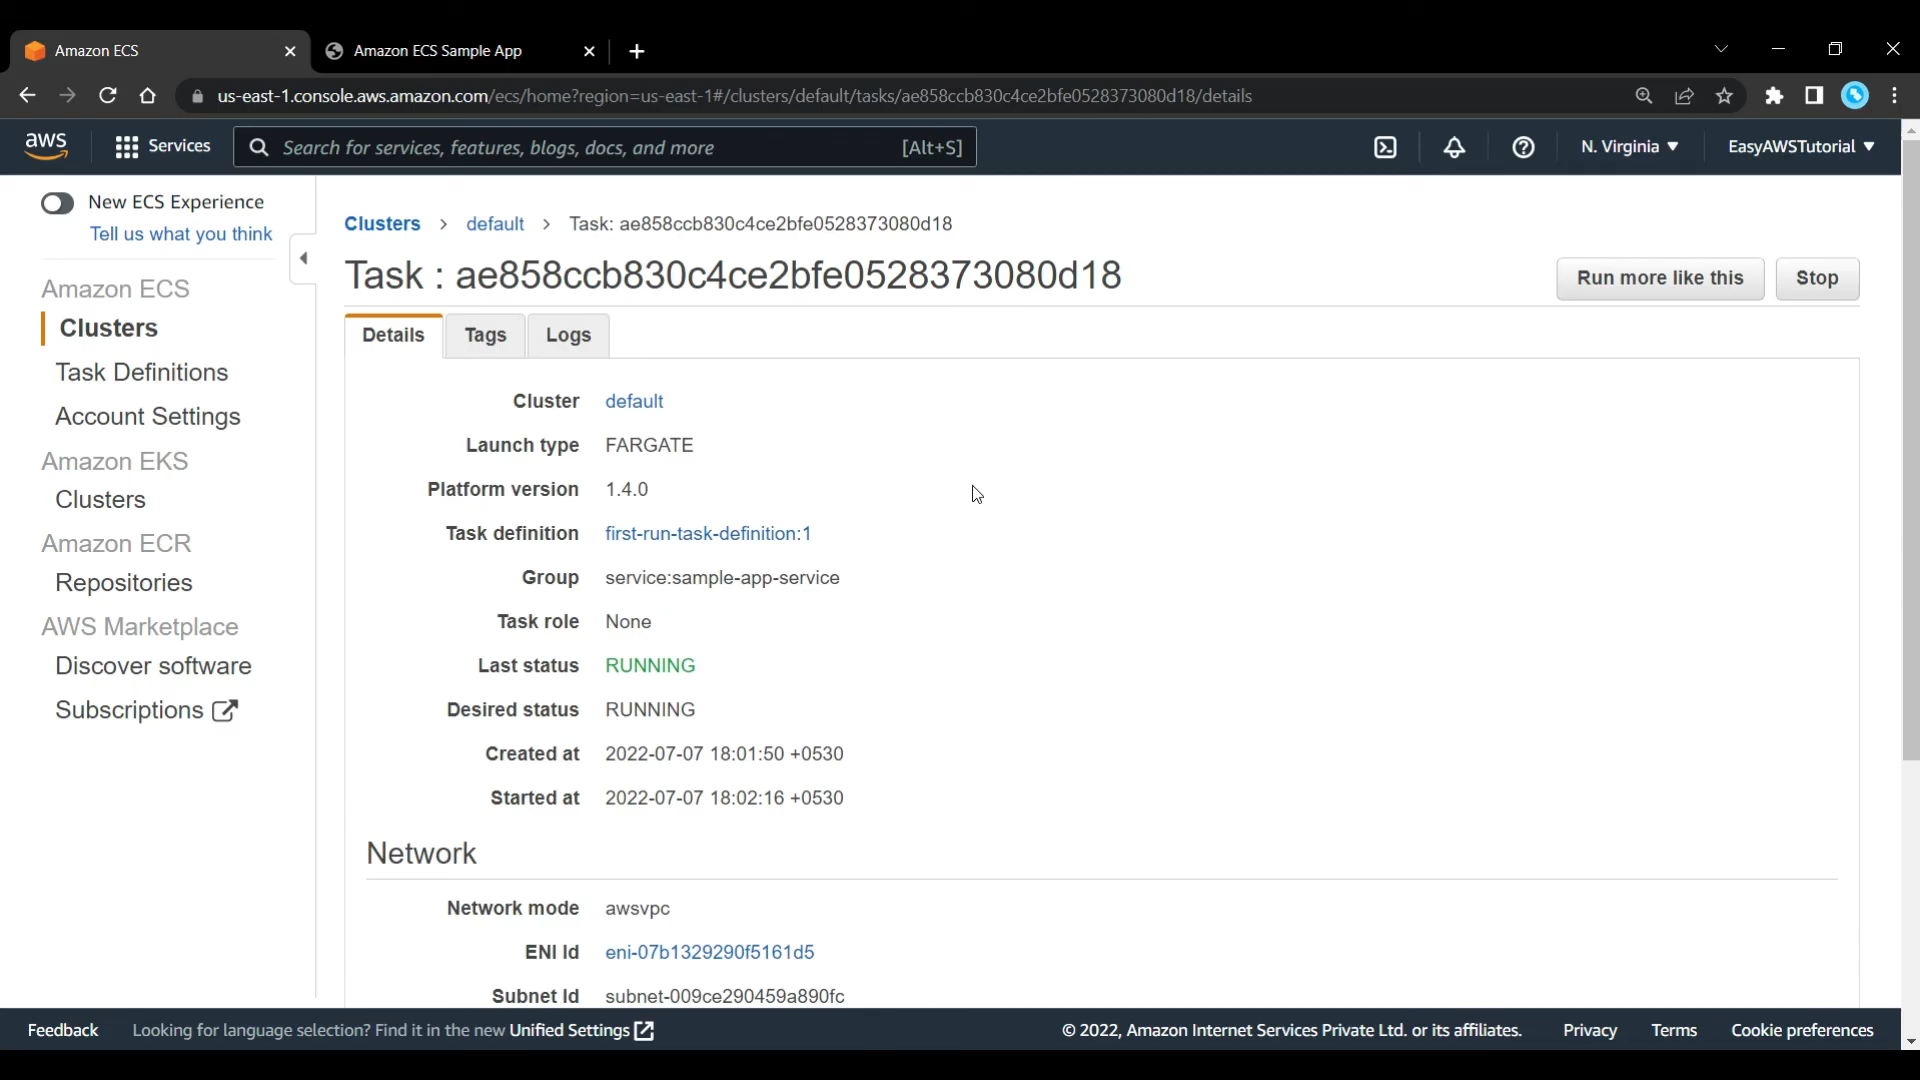 Amazon ECS
Amazon ECS Sample App
us-east-1.console.aws.amazon.com/ecs/home?region=us-east-1#/clusters/default/tasks/ae858ccb830c4ce2bfe0528373080d18/details
aws
Services
Search for services, features, blogs, docs, and more
[Alt+S]
N. Virginia
EasyAWSTutorial
New ECS Experience
Tell us what you think
Amazon ECS
Clusters
Task Definitions
Account Settings
Amazon EKS
Clusters
Amazon ECR
Repositories
AWS Marketplace
Discover software
Subscriptions
Clusters > default > Task: ae858ccb830c4ce2bfe0528373080d18
Task : ae858ccb830c4ce2bfe0528373080d18
Run more like this
Stop
Details
Tags
Logs
Cluster default
Launch type FARGATE
Platform version 1.4.0
Task definition first-run-task-definition:1
Group service:sample-app-service
Task role None
Last status RUNNING
Desired status RUNNING
Created at 2022-07-07 18:01:50 +0530
Started at 2022-07-07 18:02:16 +0530
Network
Network mode awsvpc
ENI Id eni-07b1329290f5161d5
Subnet Id subnet-009ce290459a890fc
Feedback
Looking for language selection? Find it in the new Unified Settings
© 2022, Amazon Internet Services Private Ltd. or its affiliates.
Privacy
Terms
Cookie preferences